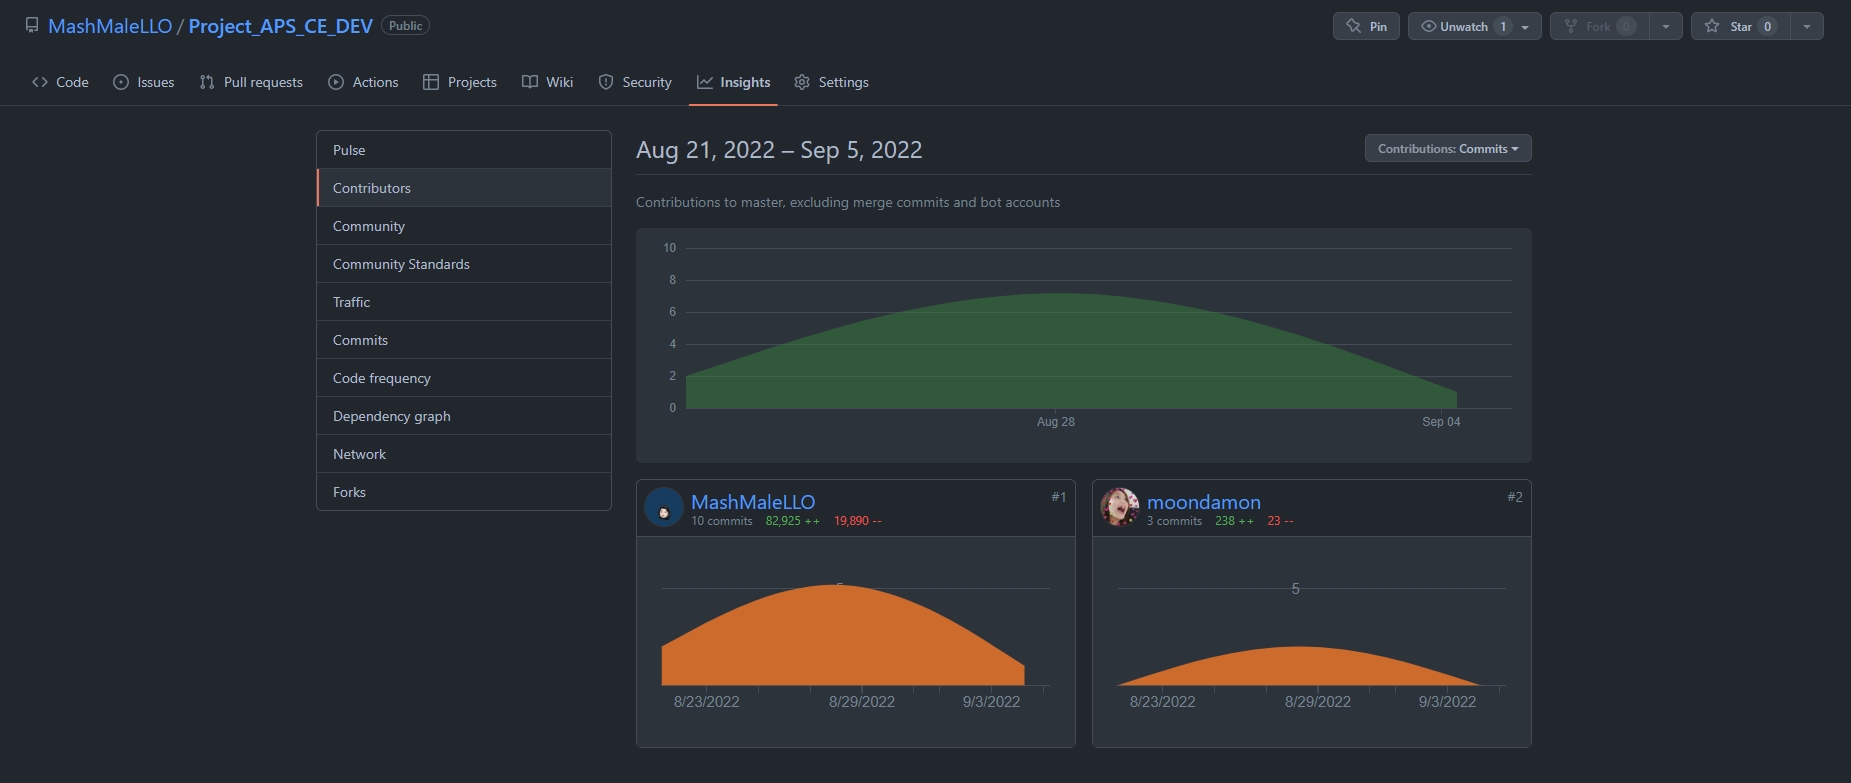 MashMaleLLO / Project_APS_CE_DEV Public
Pin Unwatch 1 Fork 0 Star 0
Code Issues Pull requests Actions Projects Wiki Security Insights Settings
Pulse
Contributors
Community
Community Standards
Traffic
Commits
Code frequency
Dependency graph
Network
Forks
Aug 21, 2022 – Sep 5, 2022
Contributions: Commits
Contributions to master, excluding merge commits and bot accounts
10
8
6
4
2
0
Aug 28 Sep 04
MashMaleLLO #1
10 commits 82,925 ++ 19,890 --
8/23/2022 8/29/2022 9/3/2022
moondamon #2
3 commits 238 ++ 23 --
5
8/23/2022 8/29/2022 9/3/2022